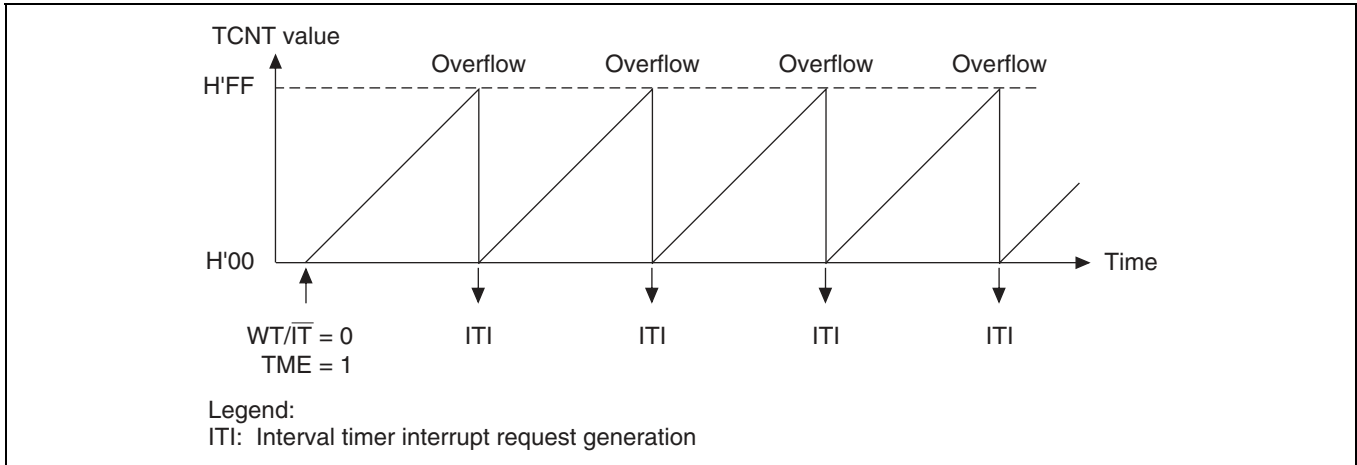 TCNT value
Overflow Overflow Overflow Overflow
H'FF
H'00
Time
WT/I̅T̅ = 0 ITI ITI ITI ITI
TME = 1
Legend:
ITI: Interval timer interrupt request generation